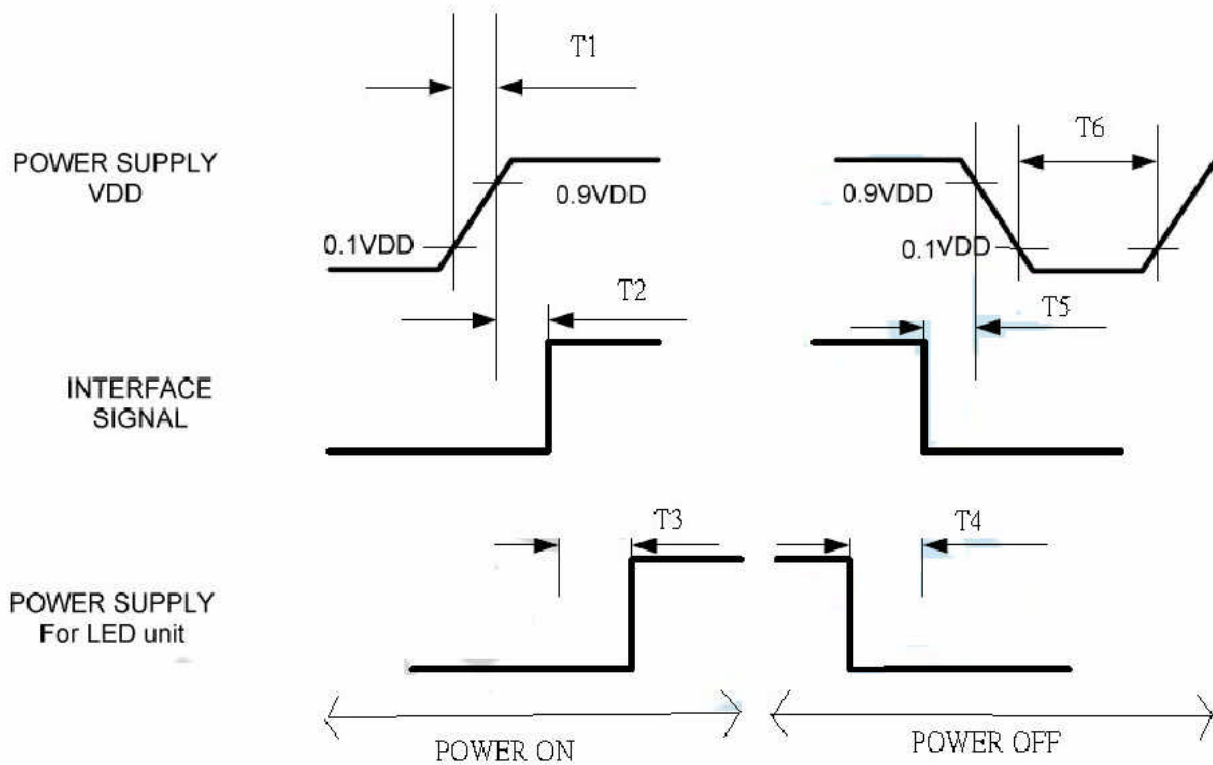 T1
T6
POWER SUPPLY
VDD
0.9VDD
0.9VDD
0.1VDD
0.1VDD
T2
T5
INTERFACE
SIGNAL
T3
T4
POWER SUPPLY
For LED unit
POWER ON
POWER OFF